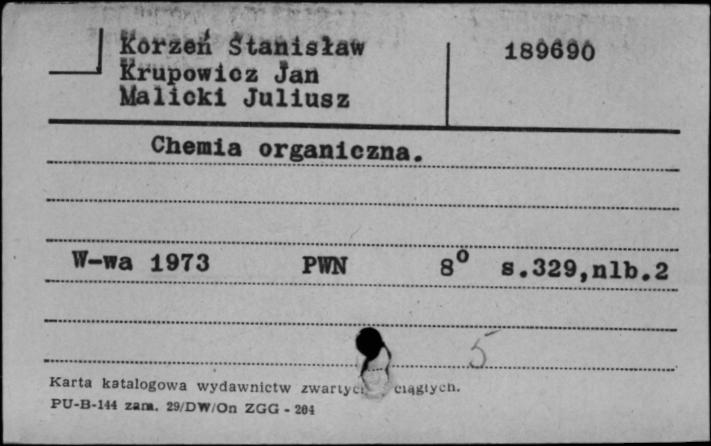 Korzeń Stanisław 189690
Krupowicz Jan
Malicki Juliusz
Chemia organiczna.
W-wa 1973 PWN 8° s.329,nlb.2
5
Karta katalogowa wydawnictw zwartych ciągłych.
PU-B-144 zam. 29/DW/On ZGG - 204